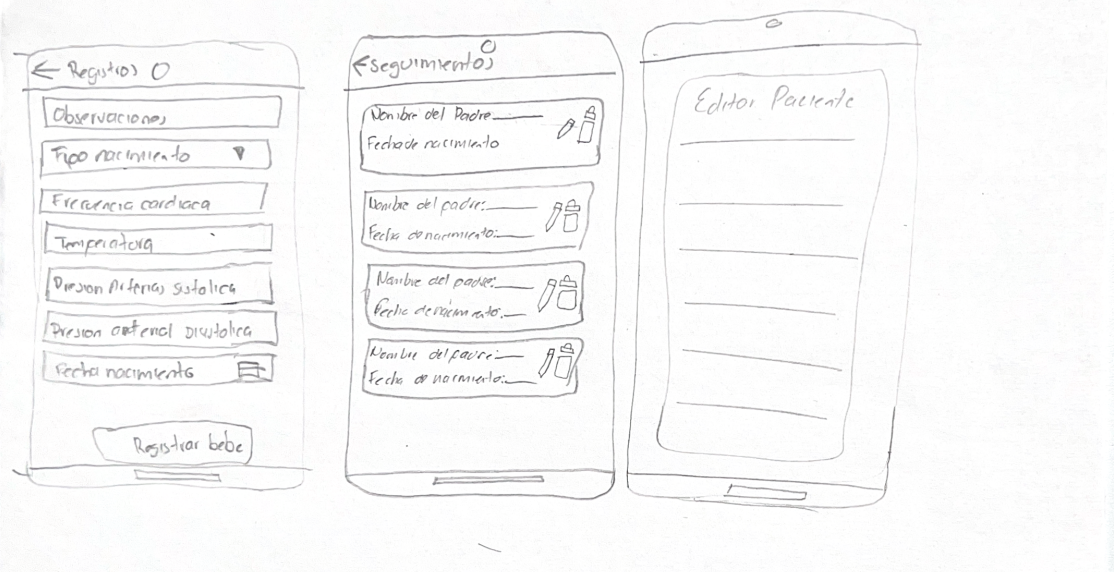 Registros
Observaciones
Tipo nacimiento
Frecuencia cardiaca
Temperatura
Presion Arterias sistolica
Presion arterial Diastolica
Fecha nacimiento
Registrar bebe
seguimientos
Nombre del Padre
Fecha de nacimiento
Nombre del padre:
Fecha de nacimiento:
Nombre del padre:
Fecha de nacimiento:
Nombre del padre:
Fecha de nacimiento:
Editar Paciente